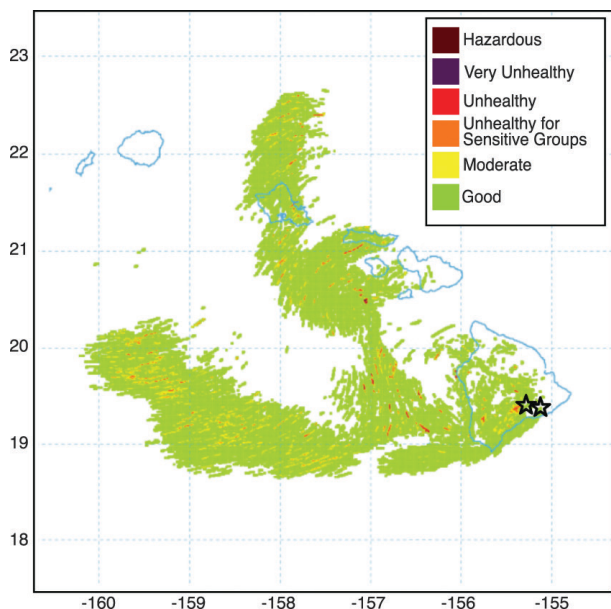 23
22
21
20
19
18
-160
-159
-158
-157
-156
-155
Hazardous
Very Unhealthy
Unhealthy
Unhealthy for
Sensitive Groups
Moderate
Good